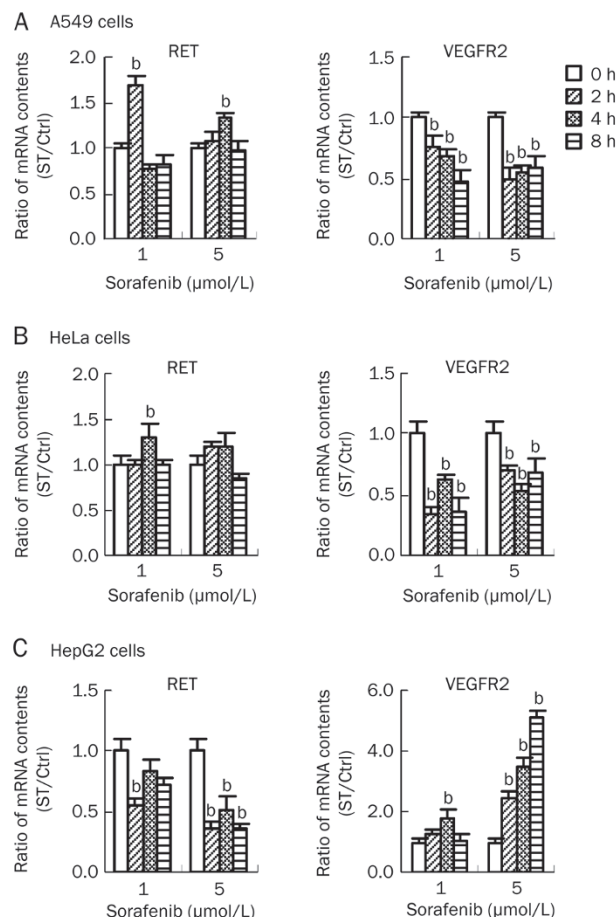 A A549 cells
RET
VEGFR2
Ratio of mRNA contents
(ST/Ctrl)
2.0
1.5
1.0
0.5
0.0
b
b
1
5
Sorafenib (μmol/L)
Ratio of mRNA contents
(ST/Ctrl)
1.5
1.0
0.5
0.0
b
b
b
b
b
b
1
5
Sorafenib (μmol/L)
0 h
2 h
4 h
8 h
B HeLa cells
RET
VEGFR2
Ratio of mRNA contents
(ST/Ctrl)
2.0
1.5
1.0
0.5
0.0
b
1
5
Sorafenib (μmol/L)
Ratio of mRNA contents
(ST/Ctrl)
1.5
1.0
0.5
0.0
b
b
b
b
b
b
1
5
Sorafenib (μmol/L)
C HepG2 cells
RET
VEGFR2
Ratio of mRNA contents
(ST/Ctrl)
1.5
1.0
0.5
0.0
b
b
b
b
1
5
Sorafenib (μmol/L)
Ratio of mRNA contents
(ST/Ctrl)
6.0
4.0
2.0
0.0
b
b
b
b
1
5
Sorafenib (μmol/L)